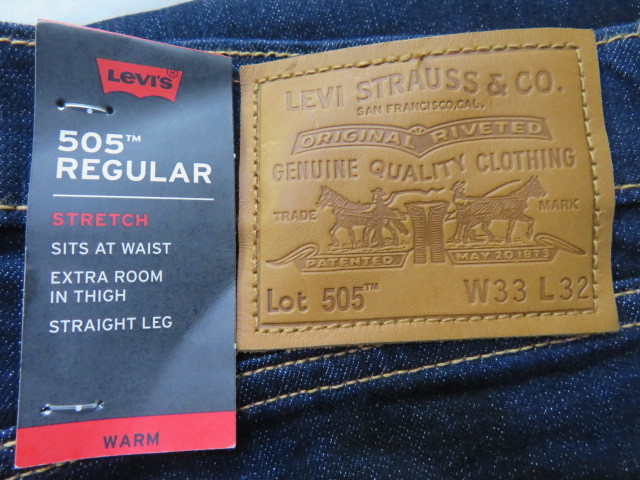 Levi's®
505™
REGULAR
STRETCH
SITS AT WAIST
EXTRA ROOM
IN THIGH
STRAIGHT LEG
WARM
LEVI STRAUSS & CO.
SAN FRANCISCO, CAL.
ORIGINAL RIVETED
GENUINE QUALITY CLOTHING
TRADE MARK
PATENTED MAY 20 1873
Lot 505™ W33 L32